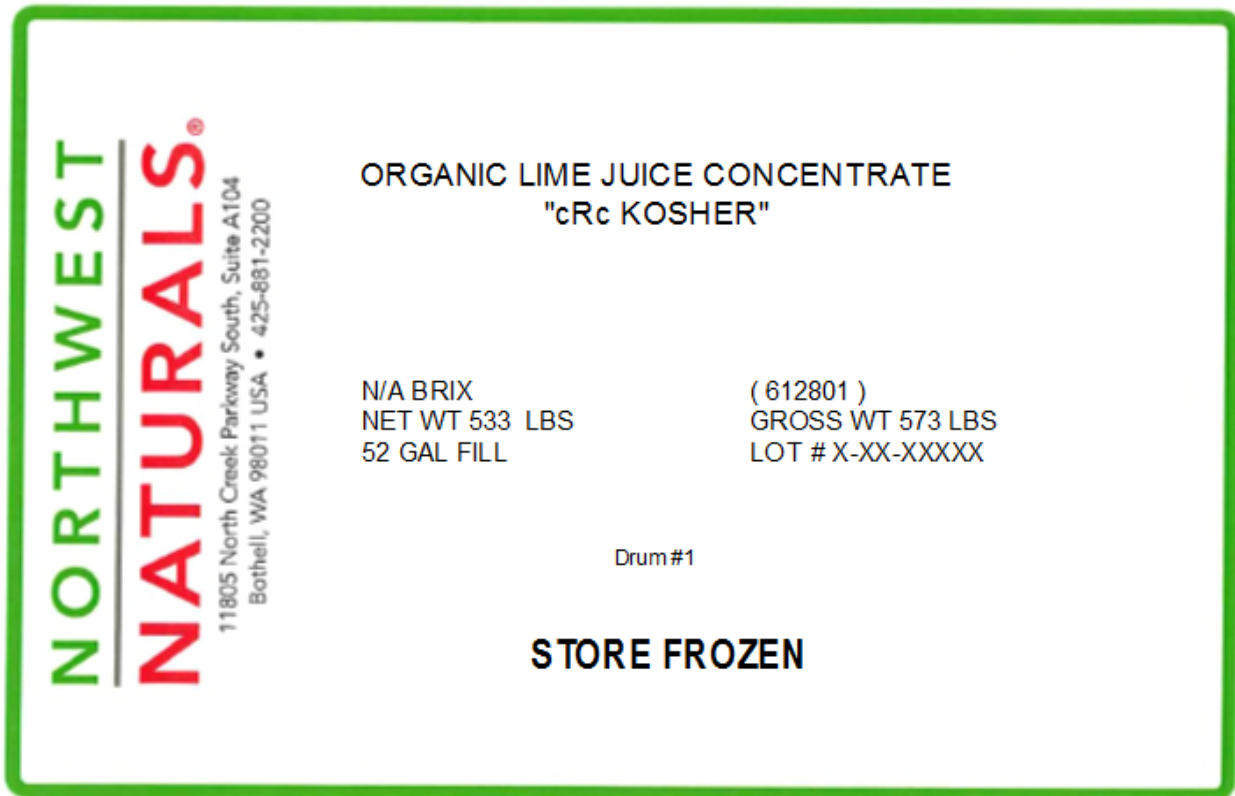 NORTHWEST
NATURALS®
11805 North Creek Parkway South, Suite A104
Bothell, WA 98011 USA • 425-881-2200
ORGANIC LIME JUICE CONCENTRATE
"cRc KOSHER"
N/A BRIX
NET WT 533 LBS
52 GAL FILL
( 612801 )
GROSS WT 573 LBS
LOT # X-XX-XXXXX
Drum #1
STORE FROZEN